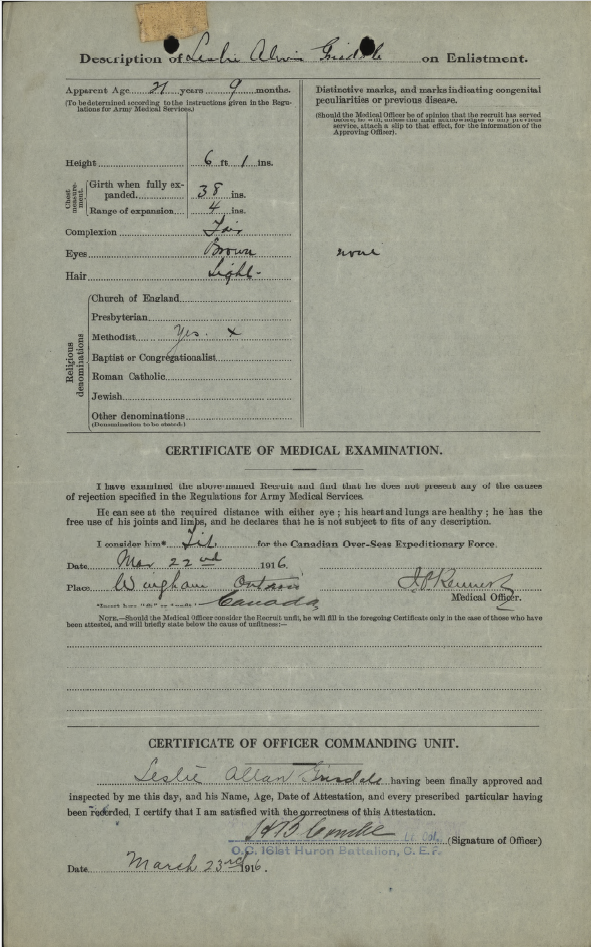 Description of Leslie Alvin Grisdale on Enlistment.
Apparent Age 21 years 9 months.
(To be determined according to the instructions given in the Regulations for Army Medical Services.)
Height 6 ft 1 ins.
Chest measurement.
Girth when fully expanded 38 ins.
Range of expansion 4 ins.
Complexion Fair
Eyes Brown
Hair Light
Religious denominations
Church of England
Presbyterian
Methodist Yes. x
Baptist or Congregationalist
Roman Catholic
Jewish
Other denominations
(Denomination to be stated.)
Distinctive marks, and marks indicating congenital
peculiarities or previous disease.
(Should the Medical Officer be of opinion that the recruit has served
before, he will, unless the man acknowledges to any previous
service, attach a slip to that effect, for the information of the
Approving Officer).
none
CERTIFICATE OF MEDICAL EXAMINATION.
I have examined the above-named Recruit and find that he does not present any of the causes
of rejection specified in the Regulations for Army Medical Services.
He can see at the required distance with either eye; his heart and lungs are healthy; he has the
free use of his joints and limbs, and he declares that he is not subject to fits of any description.
I consider him* Fit for the Canadian Over-Seas Expeditionary Force.
Date Mar 22nd 1916.
Place Wingham Ontario
Canada
Medical Officer.
*Insert here "fit" or "unfit."
NOTE.—Should the Medical Officer consider the Recruit unfit, he will fill in the foregoing Certificate only in the case of those who have
been attested, and will briefly state below the cause of unfitness:—
CERTIFICATE OF OFFICER COMMANDING UNIT.
Leslie Allan Grisdale having been finally approved and
inspected by me this day, and his Name, Age, Date of Attestation, and every prescribed particular having
been recorded, I certify that I am satisfied with the correctness of this Attestation.
H B Combe Lt. Col. (Signature of Officer)
O.C. 161st Huron Battalion, C.E.F.
Date March 23rd 1916.